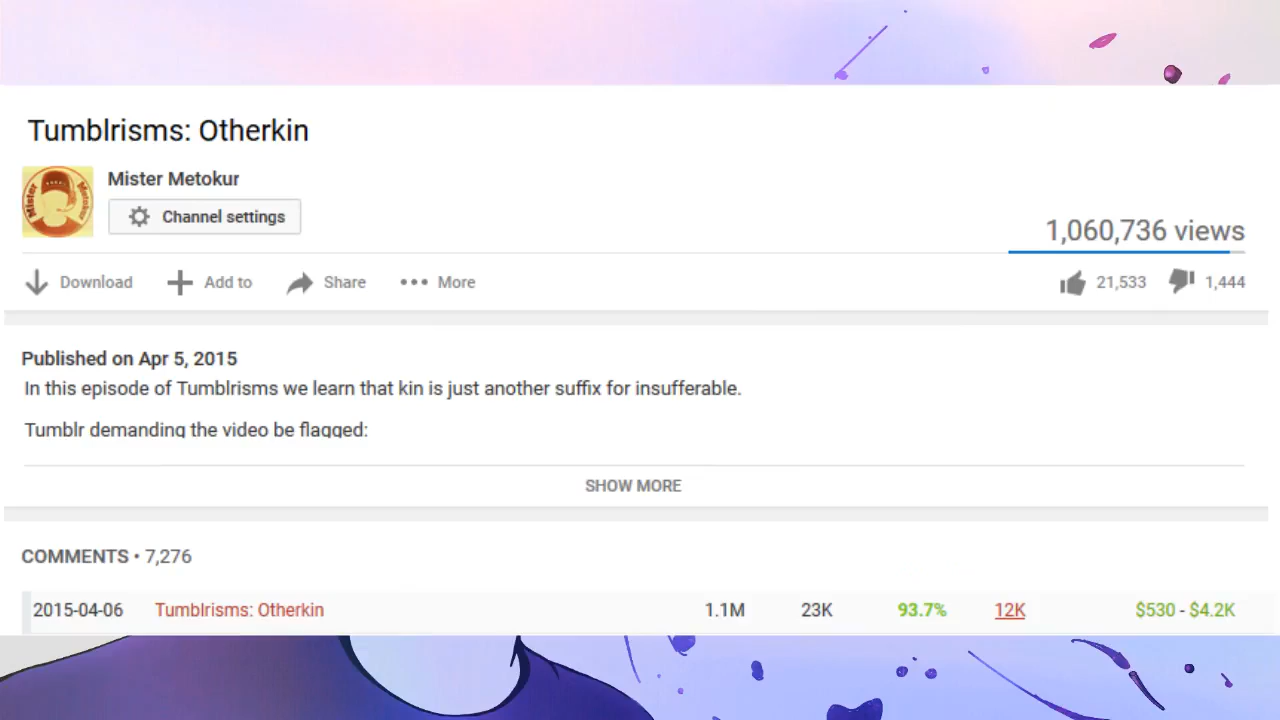 Tumblrisms: Otherkin
Mister Metokur
Mister Metokur
Channel settings
1,060,736 views
Download Add to Share More 21,533 1,444
Published on Apr 5, 2015
In this episode of Tumblrisms we learn that kin is just another suffix for insufferable.
Tumblr demanding the video be flagged:
SHOW MORE
COMMENTS • 7,276
2015-04-06 Tumblrisms: Otherkin 1.1M 23K 93.7% 12K $530 - $4.2K